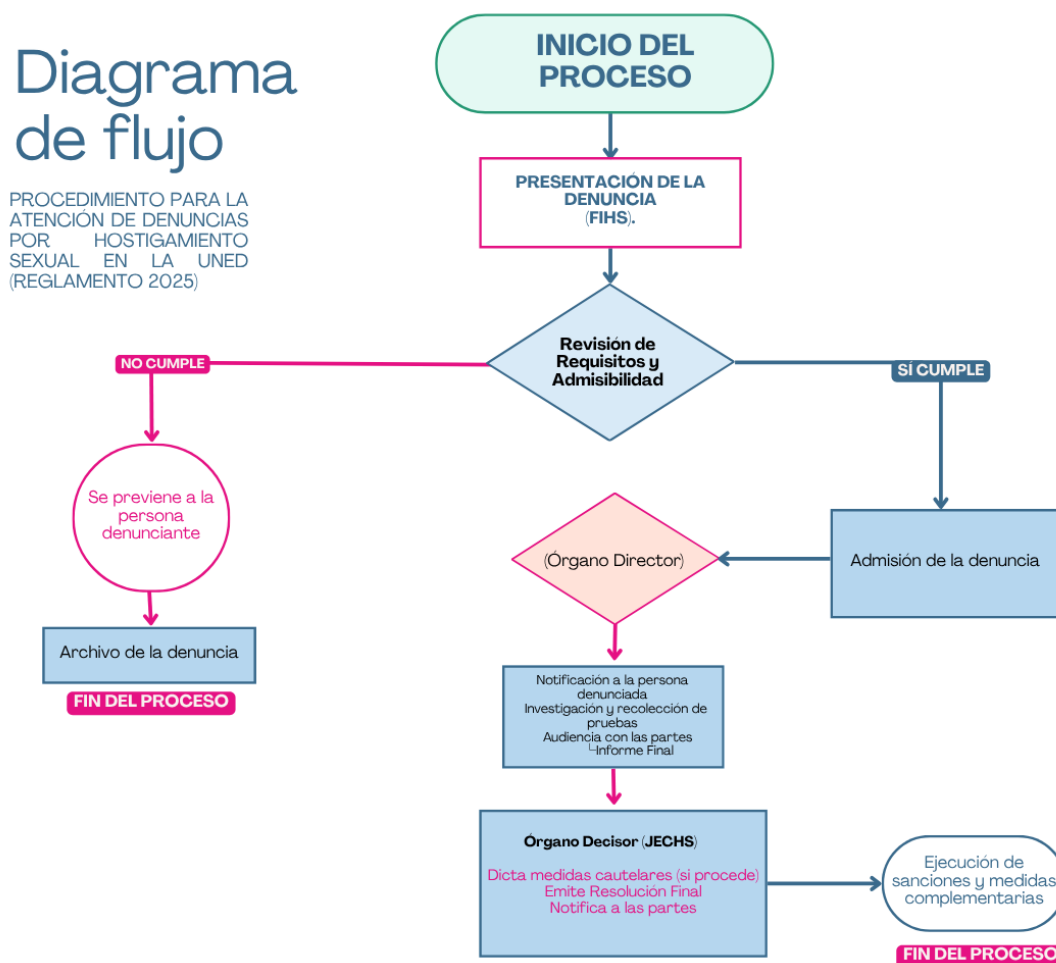 Diagrama
de flujo
PROCEDIMIENTO PARA LA
ATENCIÓN DE DENUNCIAS
POR HOSTIGAMIENTO
SEXUAL EN LA UNED
(REGLAMENTO 2025)
INICIO DEL
PROCESO
PRESENTACIÓN DE LA
DENUNCIA
(FIHS).
Revisión de
Requisitos y
Admisibilidad
NO CUMPLE
SÍ CUMPLE
Se previene a la
persona
denunciante
Archivo de la denuncia
FIN DEL PROCESO
Admisión de la denuncia
(Órgano Director)
Notificación a la persona
denunciada
Investigación y recolección de
pruebas
Audiencia con las partes
└Informe Final
Órgano Decisor (JECHS)
Dicta medidas cautelares (si procede)
Emite Resolución Final
Notifica a las partes
Ejecución de
sanciones y medidas
complementarias
FIN DEL PROCESO